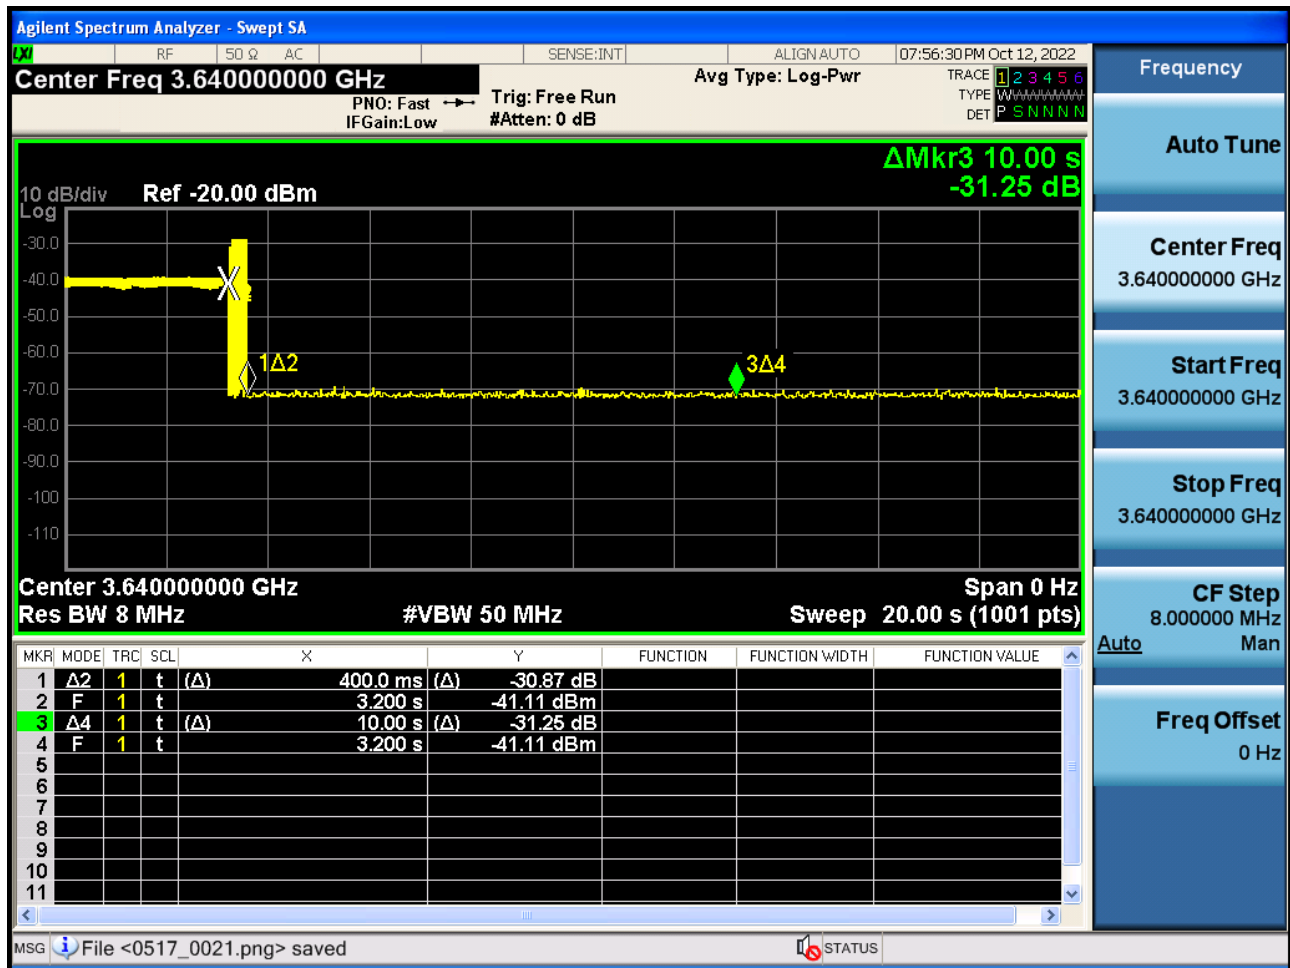 Agilent Spectrum Analyzer - Swept SA
LXI RF 50 Ω AC SENSE:INT ALIGN AUTO 07:56:30 PM Oct 12, 2022
Center Freq 3.640000000 GHz
PNO: Fast
IFGain:Low
Trig: Free Run
#Atten: 0 dB
Avg Type: Log-Pwr
TRACE 1 2 3 4 5 6
TYPE W
DET P S N N N N
ΔMkr3 10.00 s
-31.25 dB
10 dB/div
Log
Ref -20.00 dBm
-30.0
-40.0
-50.0
-60.0
-70.0
-80.0
-90.0
-100
-110
1Δ2
3Δ4
Center 3.640000000 GHz Span 0 Hz
Res BW 8 MHz #VBW 50 MHz Sweep 20.00 s (1001 pts)
MKR MODE TRC SCL X Y FUNCTION FUNCTION WIDTH FUNCTION VALUE
1 Δ2 1 t (Δ) 400.0 ms (Δ) -30.87 dB
2 F 1 t 3.200 s -41.11 dBm
3 Δ4 1 t (Δ) 10.00 s (Δ) -31.25 dB
4 F 1 t 3.200 s -41.11 dBm
5
6
7
8
9
10
11
MSG File <0517_0021.png> saved STATUS
Frequency
Auto Tune
Center Freq
3.640000000 GHz
Start Freq
3.640000000 GHz
Stop Freq
3.640000000 GHz
CF Step
8.000000 MHz
Auto Man
Freq Offset
0 Hz